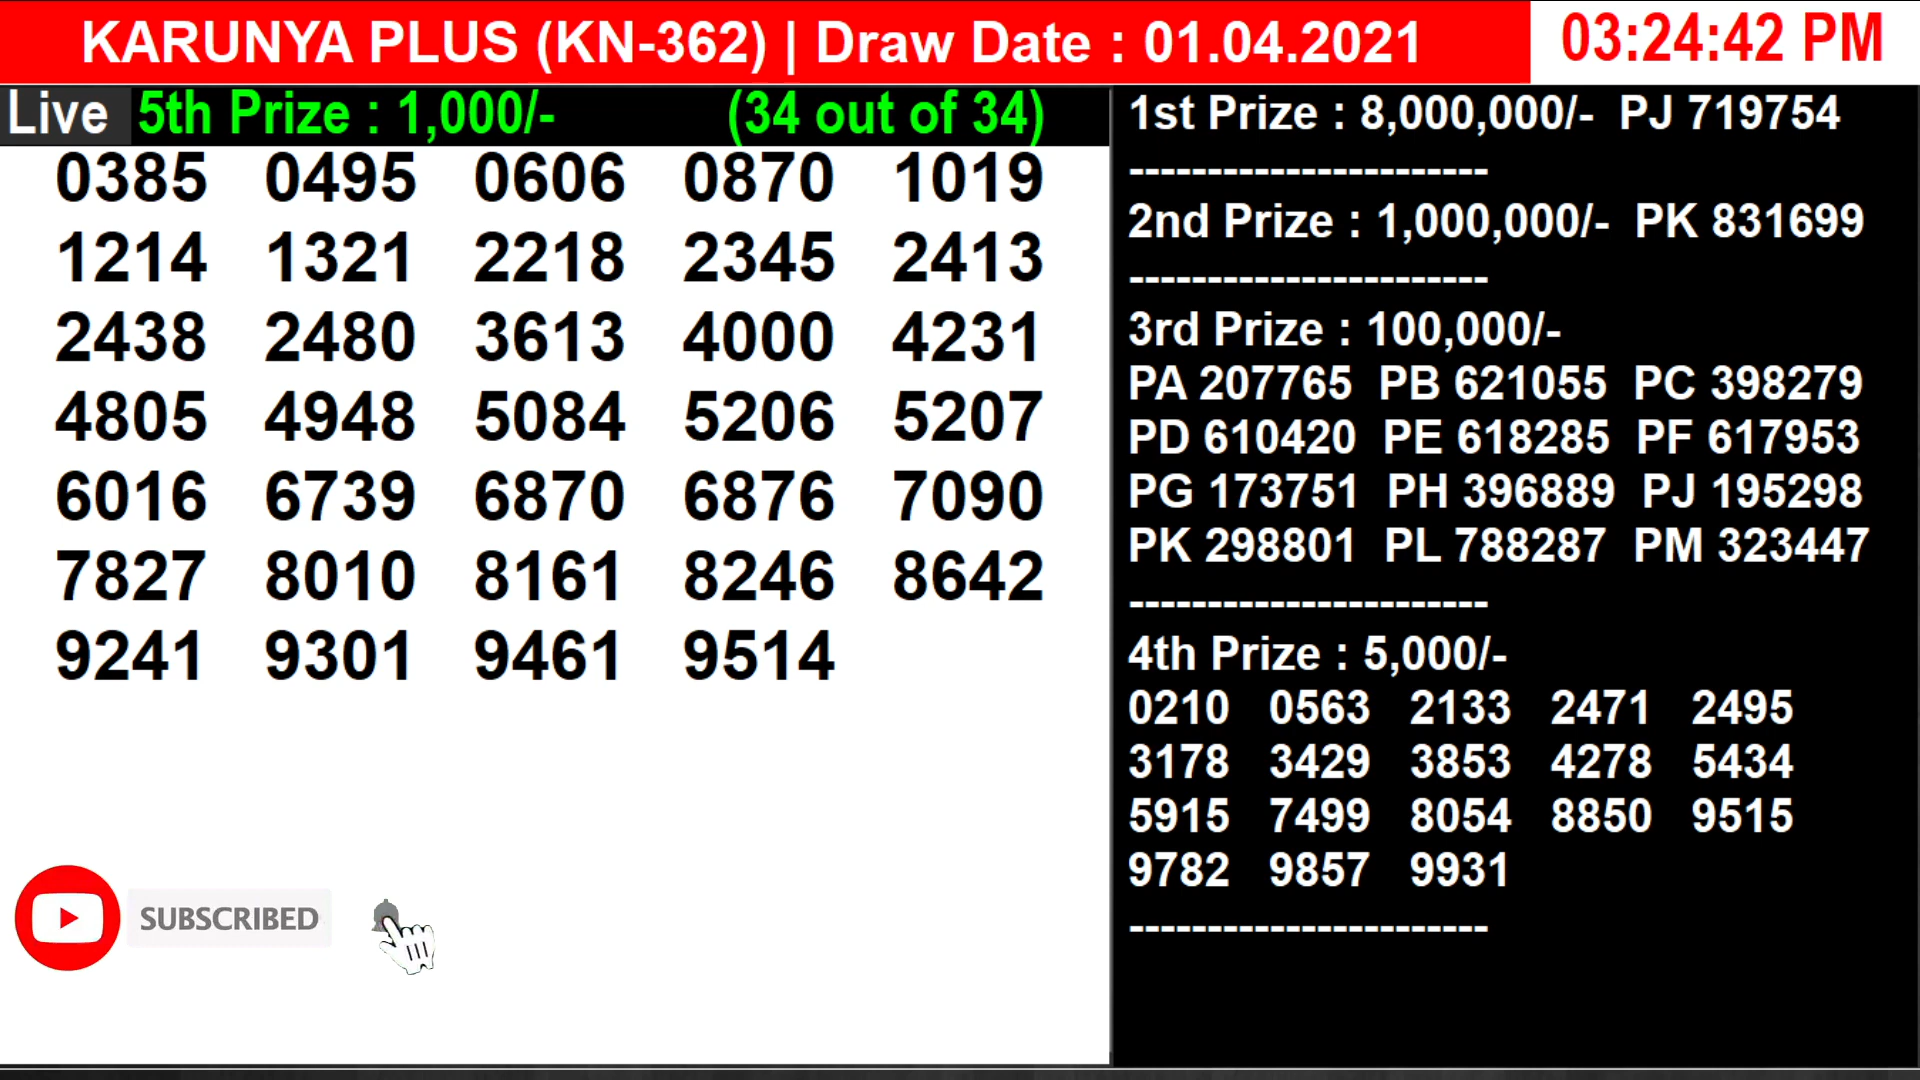 KARUNYA PLUS (KN-362) | Draw Date : 01.04.2021
03:24:42 PM
Live 5th Prize : 1,000/- (34 out of 34)
0385 0495 0606 0870 1019
1214 1321 2218 2345 2413
2438 2480 3613 4000 4231
4805 4948 5084 5206 5207
6016 6739 6870 6876 7090
7827 8010 8161 8246 8642
9241 9301 9461 9514
SUBSCRIBED
1st Prize : 8,000,000/- PJ 719754
-----------------------
2nd Prize : 1,000,000/- PK 831699
-----------------------
3rd Prize : 100,000/-
PA 207765 PB 621055 PC 398279
PD 610420 PE 618285 PF 617953
PG 173751 PH 396889 PJ 195298
PK 298801 PL 788287 PM 323447
-----------------------
4th Prize : 5,000/-
0210 0563 2133 2471 2495
3178 3429 3853 4278 5434
5915 7499 8054 8850 9515
9782 9857 9931
-----------------------